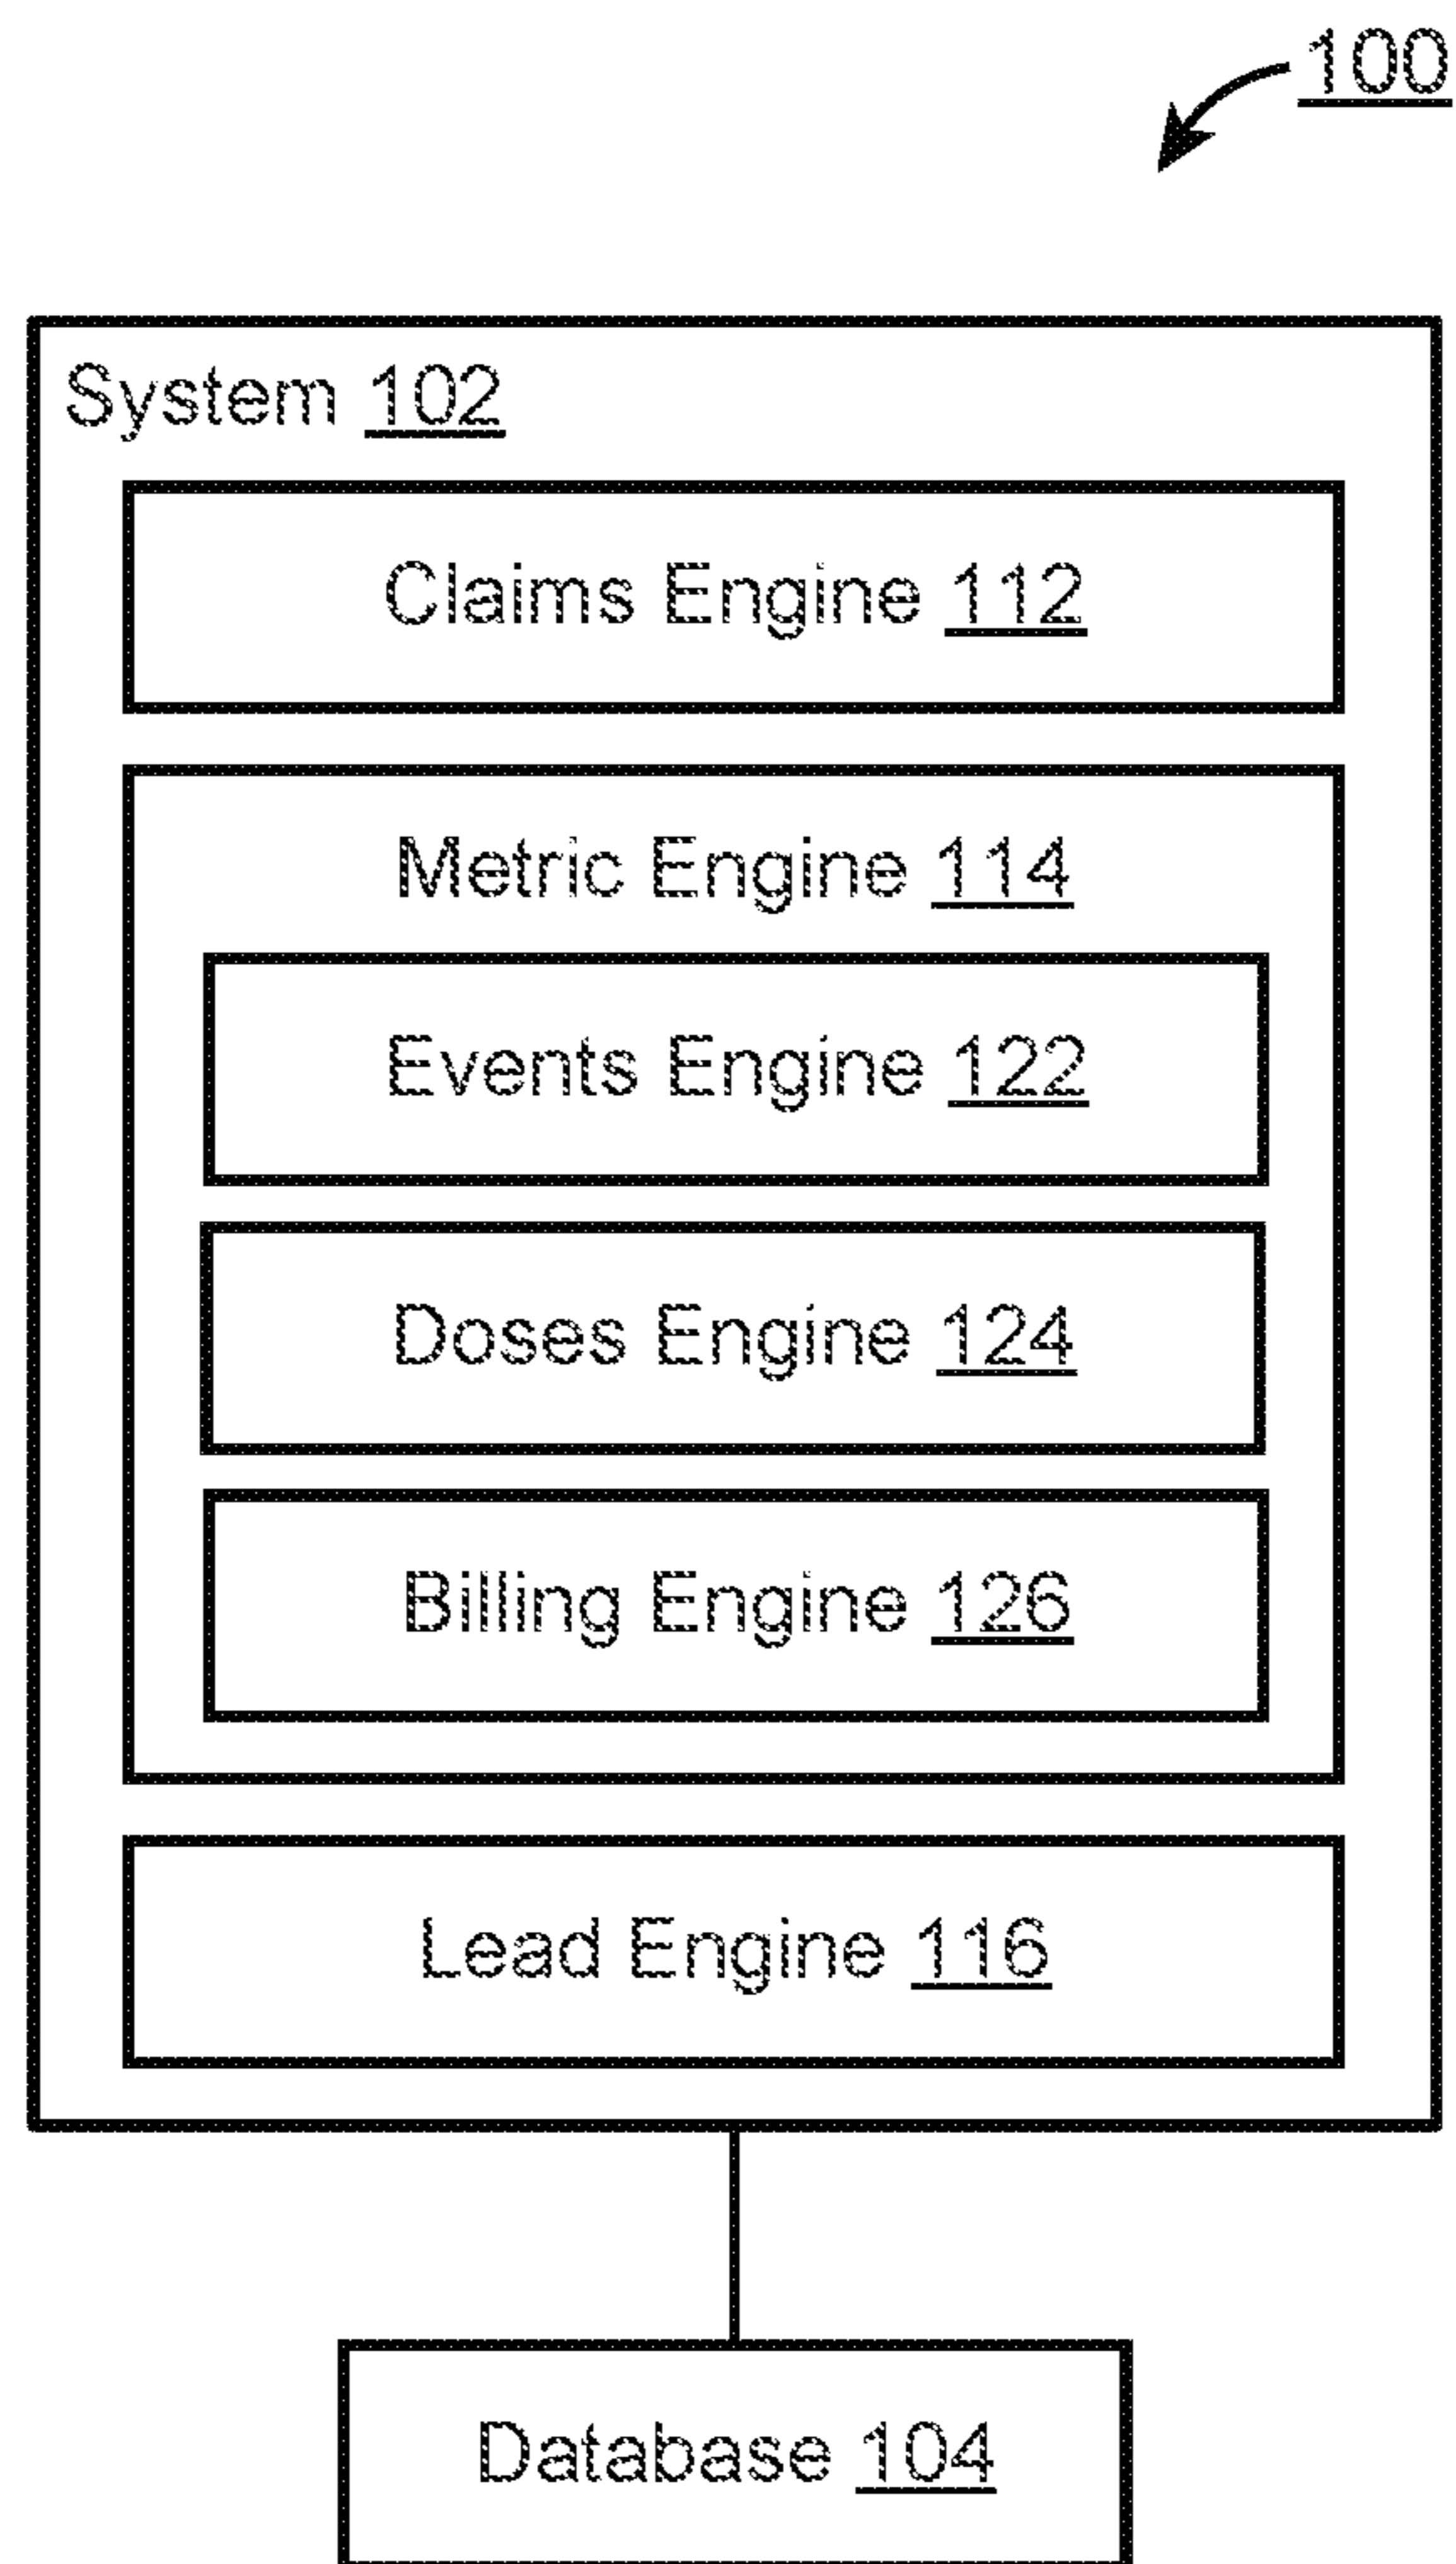 100
System 102
Claims Engine 112
Metric Engine 114
Events Engine 122
Doses Engine 124
Billing Engine 126
Lead Engine 116
Database 104